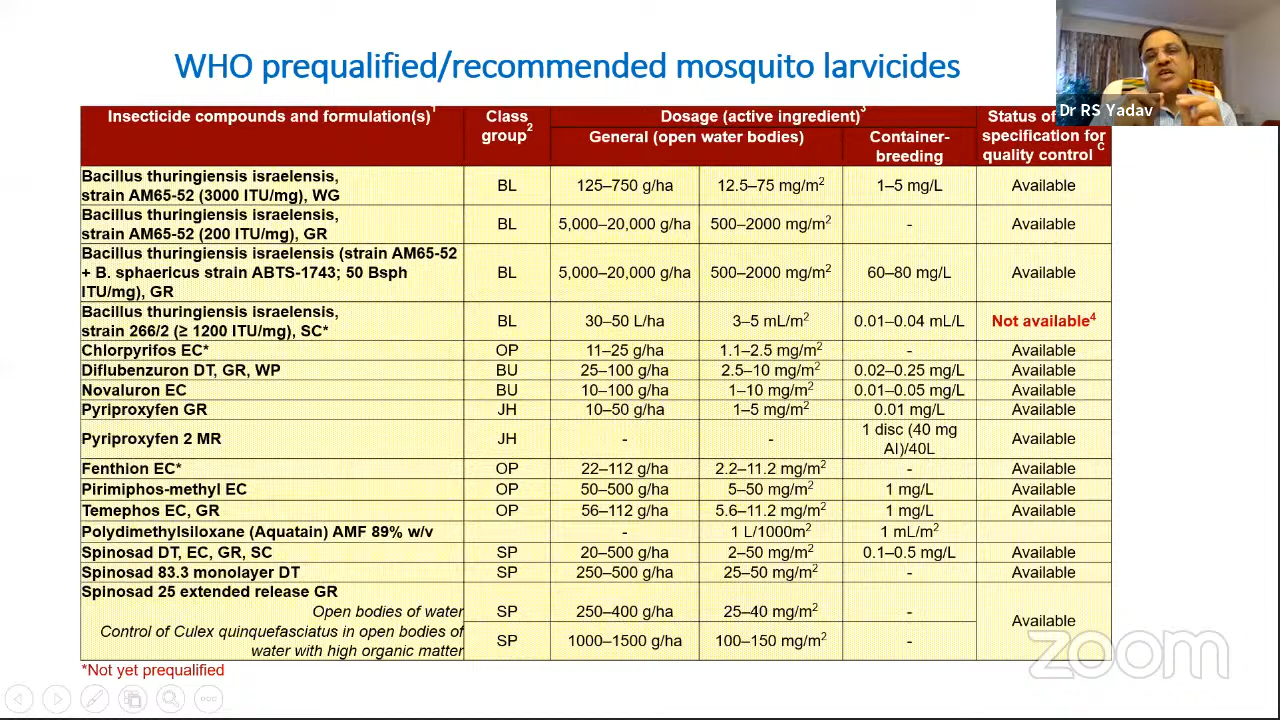 WHO prequalified/recommended mosquito larvicides
Dr RS Yadav
Insecticide compounds and formulation(s)1 Class group2 Dosage (active ingredient)3 Status of specification for quality control C
General (open water bodies) Container-breeding
Bacillus thuringiensis israelensis,
strain AM65-52 (3000 ITU/mg), WG BL 125–750 g/ha 12.5–75 mg/m2 1–5 mg/L Available
Bacillus thuringiensis israelensis,
strain AM65-52 (200 ITU/mg), GR BL 5,000–20,000 g/ha 500–2000 mg/m2 - Available
Bacillus thuringiensis israelensis (strain AM65-52
+ B. sphaericus strain ABTS-1743; 50 Bsph
ITU/mg), GR BL 5,000–20,000 g/ha 500–2000 mg/m2 60–80 mg/L Available
Bacillus thuringiensis israelensis,
strain 266/2 (≥ 1200 ITU/mg), SC* BL 30–50 L/ha 3–5 mL/m2 0.01–0.04 mL/L Not available4
Chlorpyrifos EC* OP 11–25 g/ha 1.1–2.5 mg/m2 - Available
Diflubenzuron DT, GR, WP BU 25–100 g/ha 2.5–10 mg/m2 0.02–0.25 mg/L Available
Novaluron EC BU 10–100 g/ha 1–10 mg/m2 0.01–0.05 mg/L Available
Pyriproxyfen GR JH 10–50 g/ha 1–5 mg/m2 0.01 mg/L Available
Pyriproxyfen 2 MR JH - - 1 disc (40 mg AI)/40L Available
Fenthion EC* OP 22–112 g/ha 2.2–11.2 mg/m2 - Available
Pirimiphos-methyl EC OP 50–500 g/ha 5–50 mg/m2 1 mg/L Available
Temephos EC, GR OP 56–112 g/ha 5.6–11.2 mg/m2 1 mg/L Available
Polydimethylsiloxane (Aquatain) AMF 89% w/v - 1 L/1000m2 1 mL/m2
Spinosad DT, EC, GR, SC SP 20–500 g/ha 2–50 mg/m2 0.1–0.5 mg/L Available
Spinosad 83.3 monolayer DT SP 250–500 g/ha 25–50 mg/m2 - Available
Spinosad 25 extended release GR
Open bodies of water SP 250–400 g/ha 25–40 mg/m2 - Available
Control of Culex quinquefasciatus in open bodies of
water with high organic matter SP 1000–1500 g/ha 100–150 mg/m2 -
*Not yet prequalified
zoom